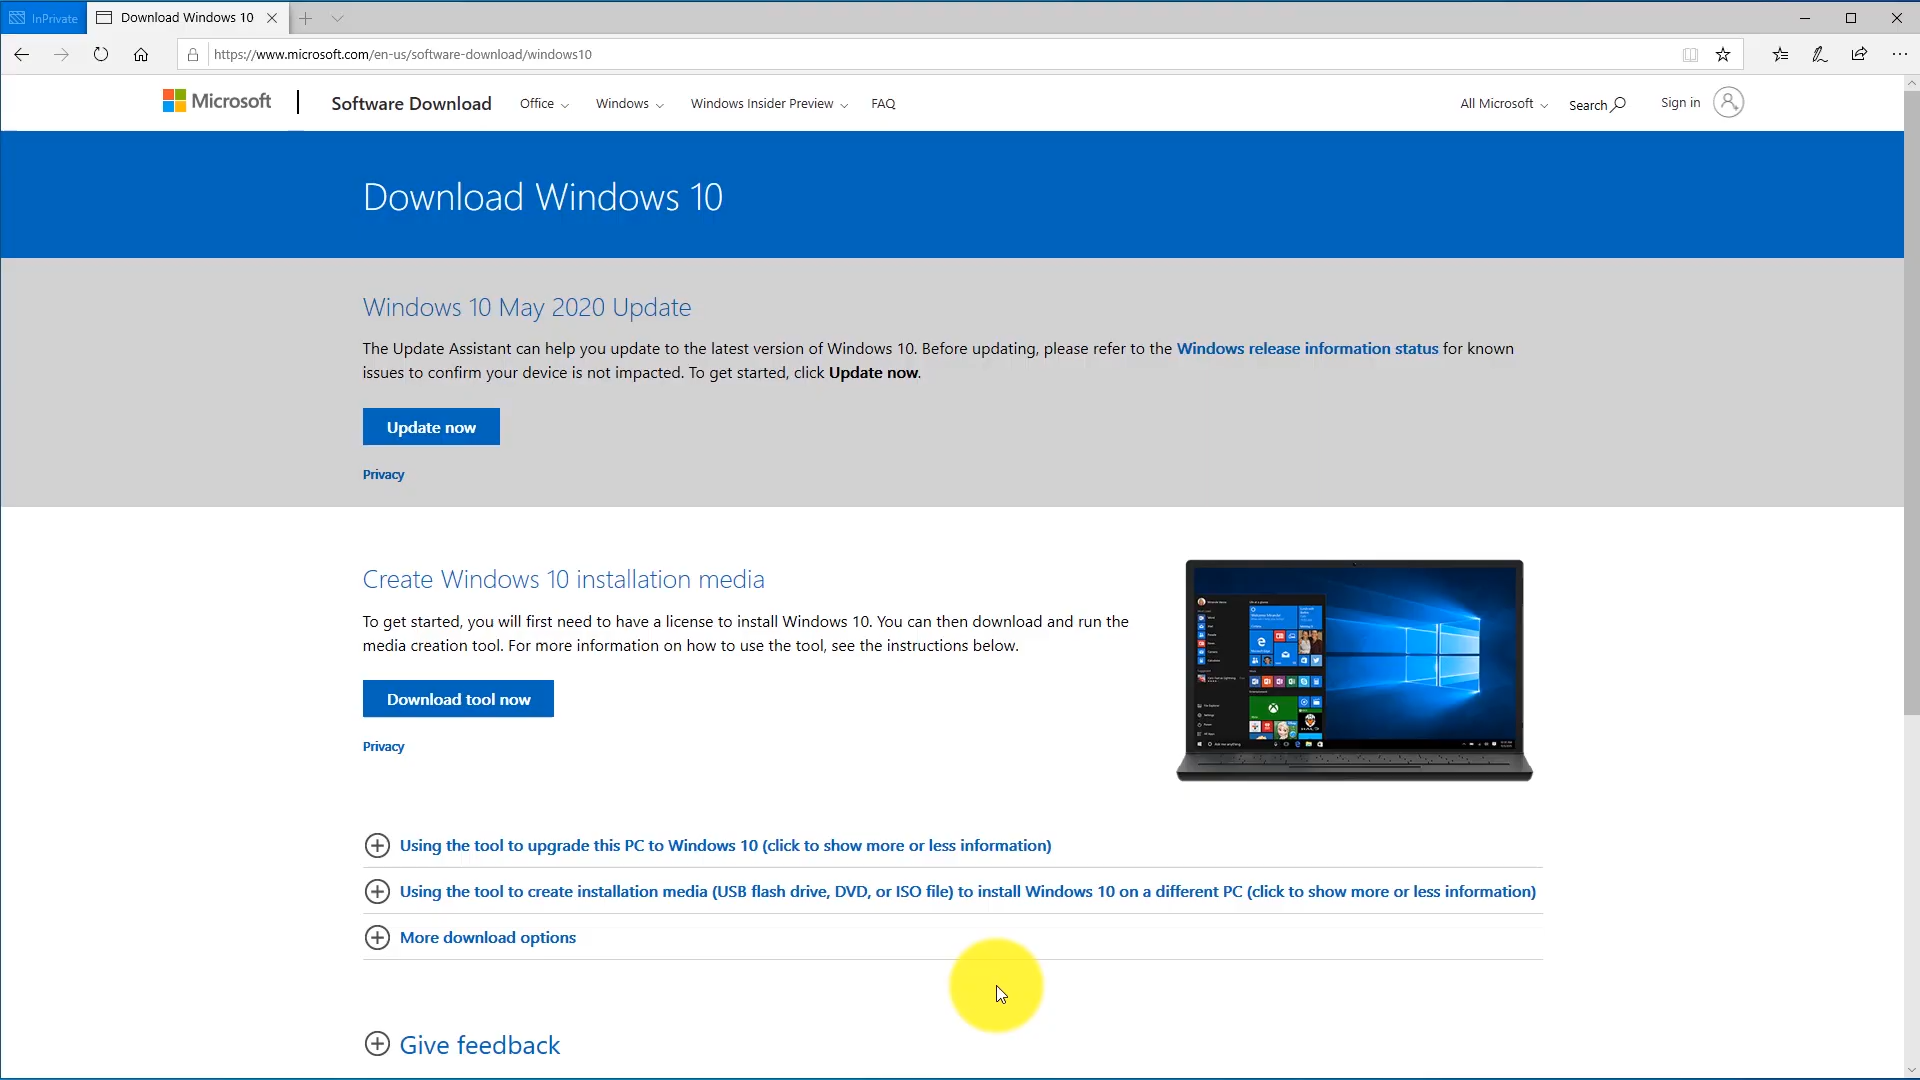 InPrivate
Download Windows 10
https://www.microsoft.com/en-us/software-download/windows10
Microsoft
Software Download
Office
Windows
Windows Insider Preview
FAQ
All Microsoft
Search
Sign in
Download Windows 10
Windows 10 May 2020 Update
The Update Assistant can help you update to the latest version of Windows 10. Before updating, please refer to the Windows release information status for known
issues to confirm your device is not impacted. To get started, click Update now.
Update now
Privacy
Create Windows 10 installation media
To get started, you will first need to have a license to install Windows 10. You can then download and run the
media creation tool. For more information on how to use the tool, see the instructions below.
Download tool now
Privacy
Using the tool to upgrade this PC to Windows 10 (click to show more or less information)
Using the tool to create installation media (USB flash drive, DVD, or ISO file) to install Windows 10 on a different PC (click to show more or less information)
More download options
Give feedback